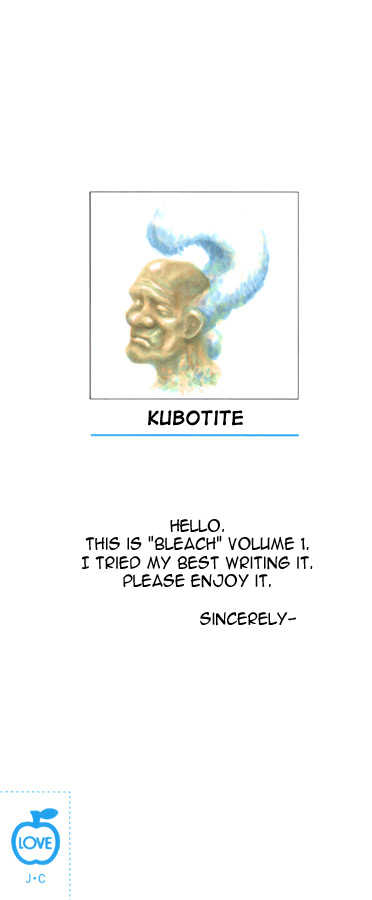 KUBOTITE
HELLO.
THIS IS "BLEACH" VOLUME 1.
I TRIED MY BEST WRITING IT.
PLEASE ENJOY IT.
SINCERELY-
LOVE
J·C